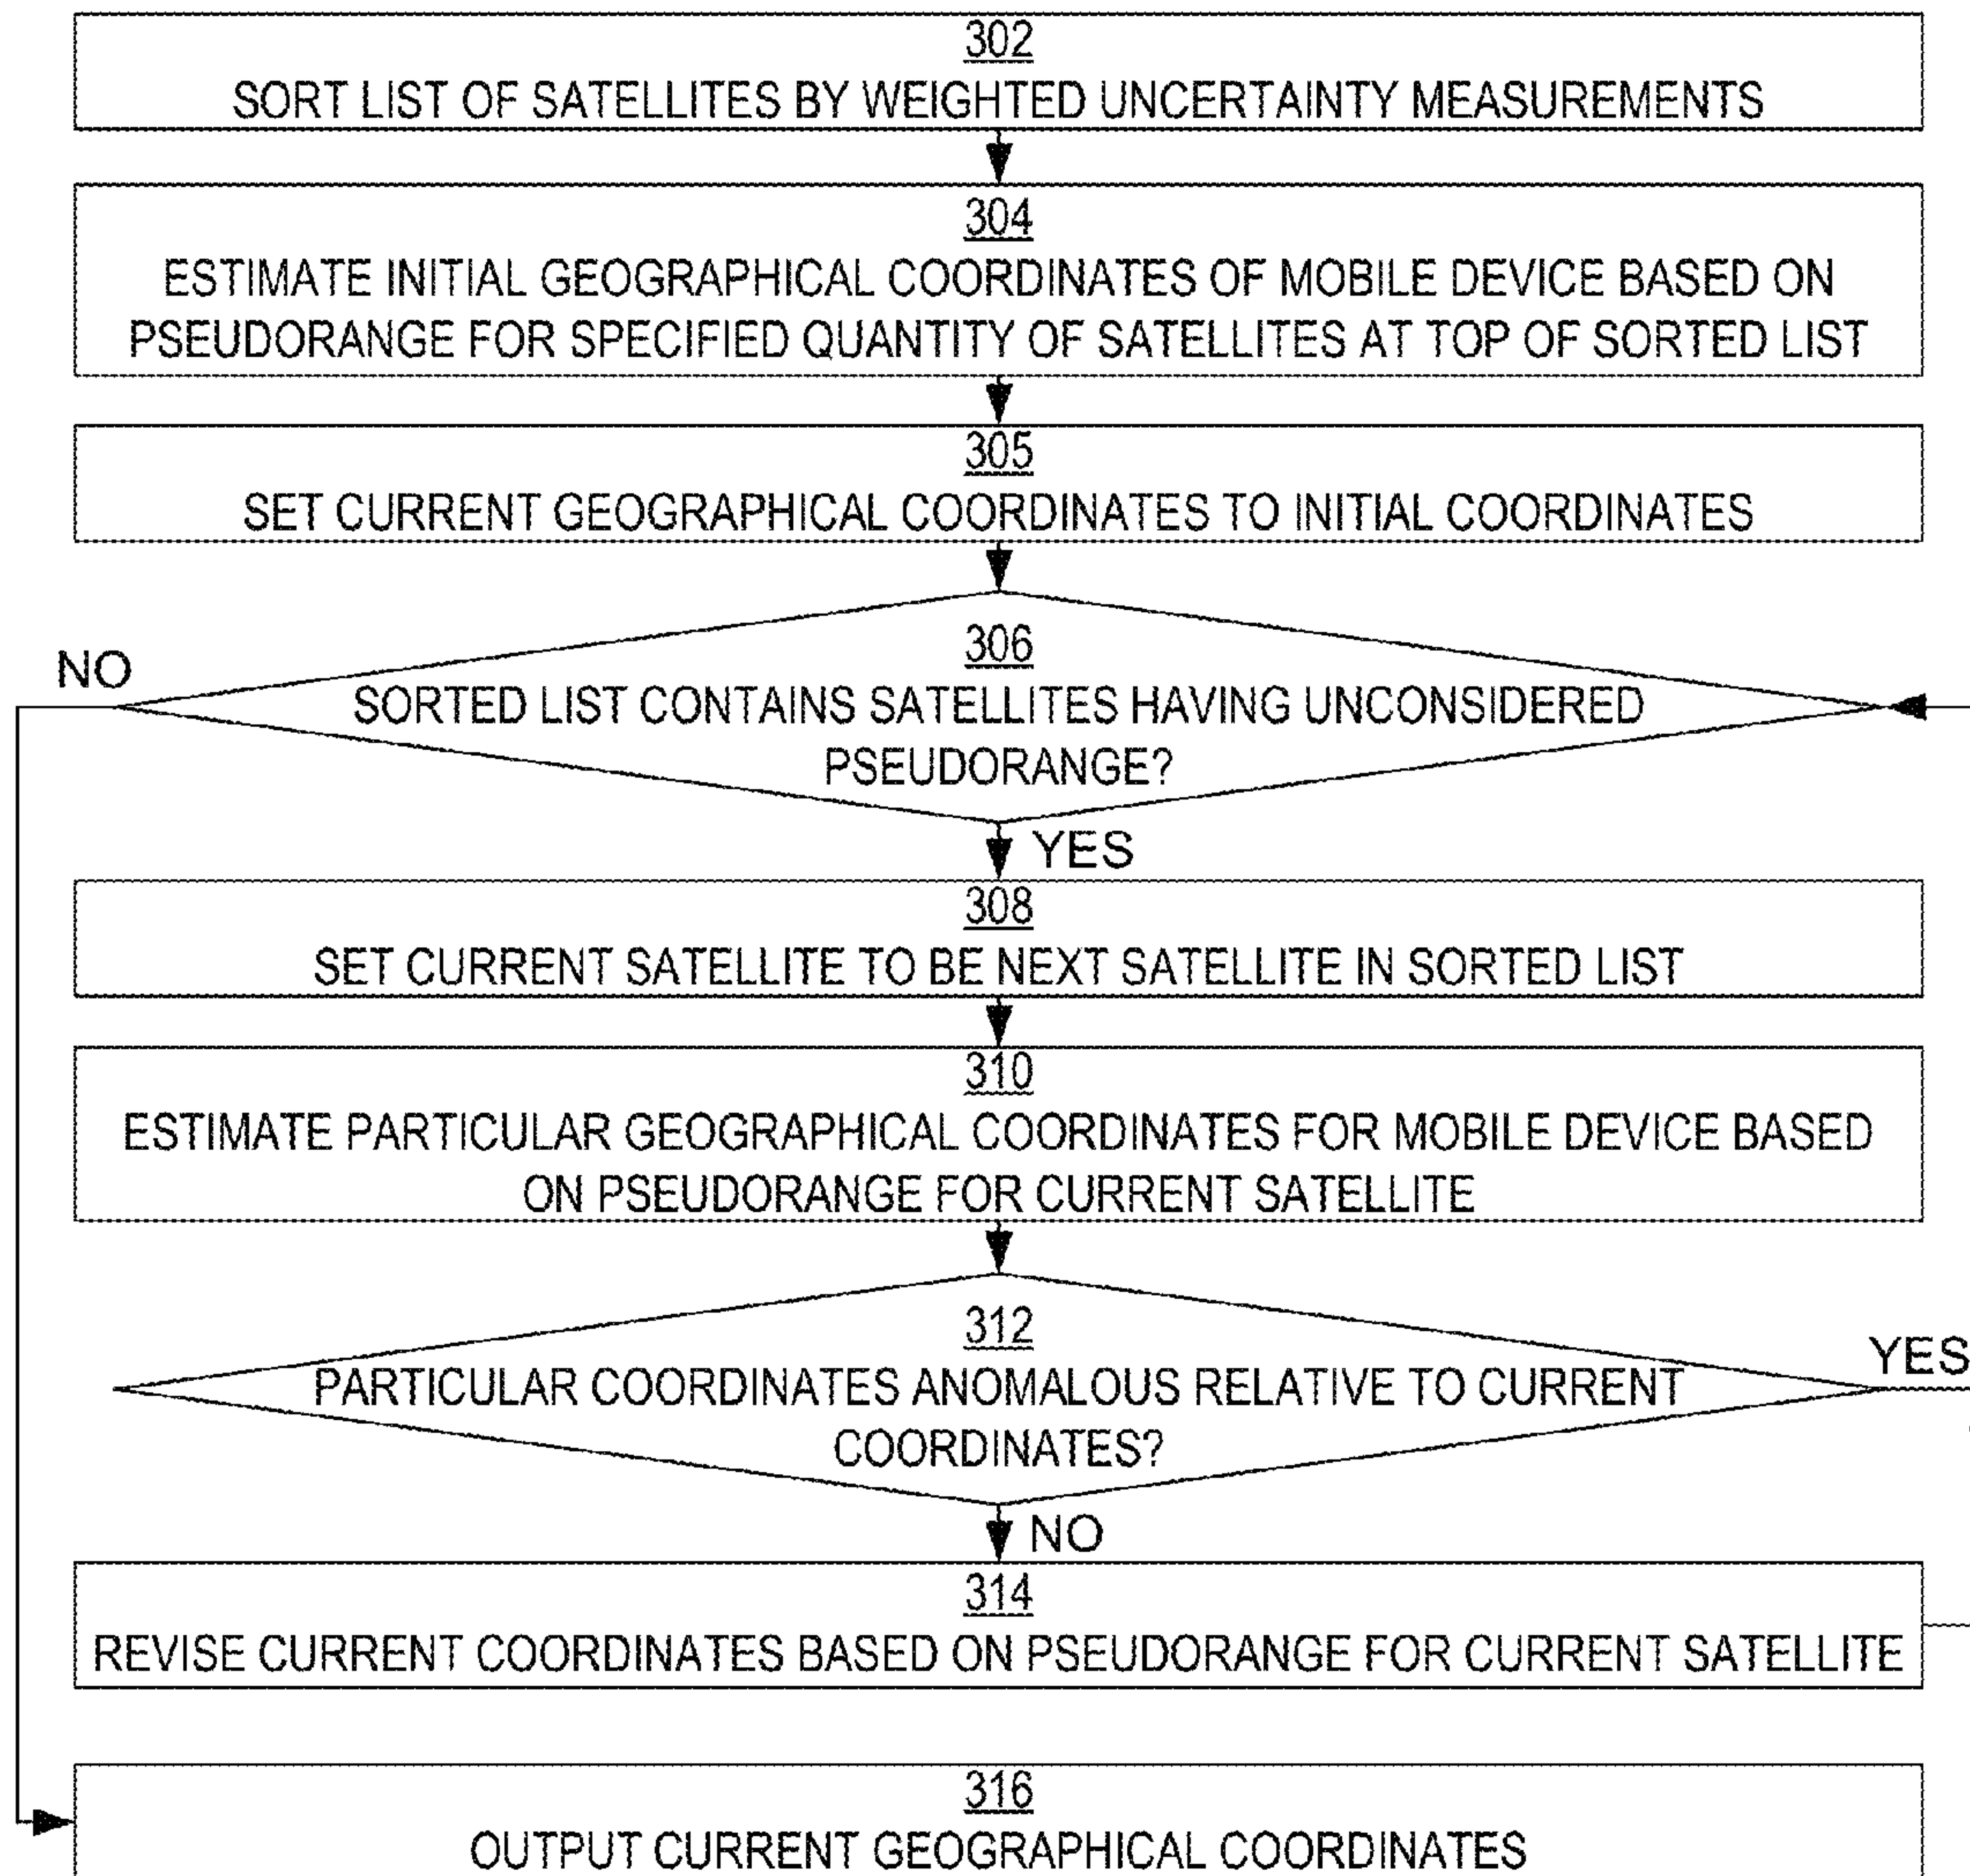 302
SORT LIST OF SATELLITES BY WEIGHTED UNCERTAINTY MEASUREMENTS
304
ESTIMATE INITIAL GEOGRAPHICAL COORDINATES OF MOBILE DEVICE BASED ON
PSEUDORANGE FOR SPECIFIED QUANTITY OF SATELLITES AT TOP OF SORTED LIST
305
SET CURRENT GEOGRAPHICAL COORDINATES TO INITIAL COORDINATES
306
NO
SORTED LIST CONTAINS SATELLITES HAVING UNCONSIDERED
PSEUDORANGE?
YES
308
SET CURRENT SATELLITE TO BE NEXT SATELLITE IN SORTED LIST
310
ESTIMATE PARTICULAR GEOGRAPHICAL COORDINATES FOR MOBILE DEVICE BASED
ON PSEUDORANGE FOR CURRENT SATELLITE
312
YES
PARTICULAR COORDINATES ANOMALOUS RELATIVE TO CURRENT
COORDINATES?
NO
314
REVISE CURRENT COORDINATES BASED ON PSEUDORANGE FOR CURRENT SATELLITE
316
OUTPUT CURRENT GEOGRAPHICAL COORDINATES